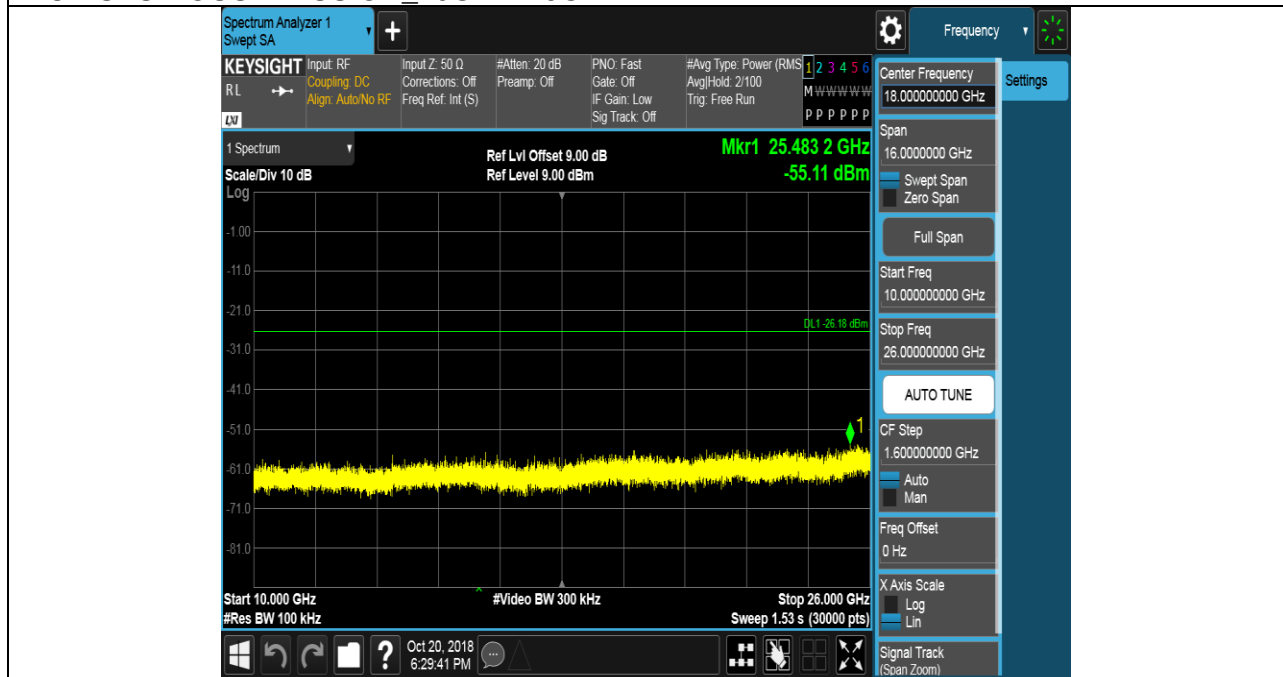 Spectrum Analyzer 1
Swept SA
+
Frequency
KEYSIGHT
RL
LXI
Input: RF
Coupling: DC
Align: Auto/No RF
Input Z: 50 Ω
Corrections: Off
Freq Ref: Int (S)
#Atten: 20 dB
Preamp: Off
PNO: Fast
Gate: Off
IF Gain: Low
Sig Track: Off
#Avg Type: Power (RMS
Avg|Hold: 2/100
Trig: Free Run
1 2 3 4 5 6
M W W W W W
P P P P P P
1 Spectrum
Scale/Div 10 dB
Ref Lvl Offset 9.00 dB
Ref Level 9.00 dBm
Mkr1 25.483 2 GHz
-55.11 dBm
Log
-1.00
-11.0
-21.0
DL1 -26.18 dBm
-31.0
-41.0
-51.0
1
-61.0
-71.0
-81.0
Start 10.000 GHz
#Video BW 300 kHz
Stop 26.000 GHz
#Res BW 100 kHz
Sweep 1.53 s (30000 pts)
?
Oct 20, 2018
6:29:41 PM
Center Frequency
18.000000000 GHz
Settings
Span
16.0000000 GHz
Swept Span
Zero Span
Full Span
Start Freq
10.000000000 GHz
Stop Freq
26.000000000 GHz
AUTO TUNE
CF Step
1.600000000 GHz
Auto
Man
Freq Offset
0 Hz
X Axis Scale
Log
Lin
Signal Track
(Span Zoom)